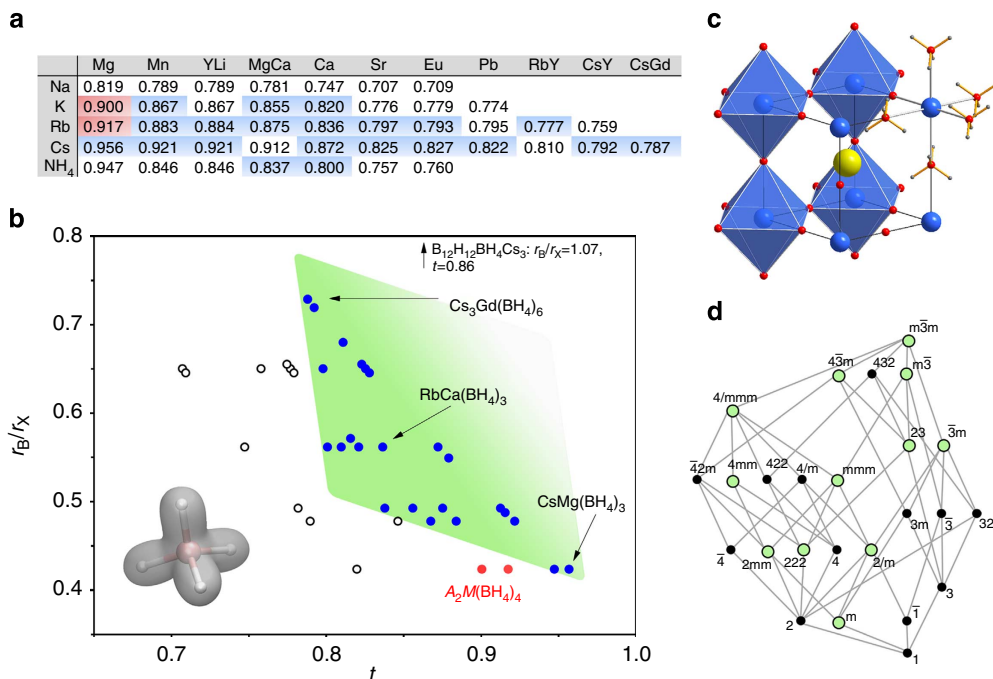 a
Mg Mn YLi MgCa Ca Sr Eu Pb RbY CsY CsGd
Na 0.819 0.789 0.789 0.781 0.747 0.707 0.709
K 0.900 0.867 0.867 0.855 0.820 0.776 0.779 0.774
Rb 0.917 0.883 0.884 0.875 0.836 0.797 0.793 0.795 0.777 0.759
Cs 0.956 0.921 0.921 0.912 0.872 0.825 0.827 0.822 0.810 0.792 0.787
NH₄ 0.947 0.846 0.846 0.837 0.800 0.757 0.760
b
0.8
0.7
0.6
0.5
0.4
r_B/r_X
0.7 0.8 0.9 1.0
t
B₁₂H₁₂BH₄Cs₃: r_B/r_X=1.07,
t=0.86
Cs₃Gd(BH₄)₆
RbCa(BH₄)₃
CsMg(BH₄)₃
A₂M(BH₄)₄
c
d
m3̅m
4̅3m 432 m3̅
4/mmm
23 3̅m
4̅2m 4mm 422 4/m mmm
3m 3̅ 32
4̅ 2mm 222 4 2/m
3
2 m 1̅
1